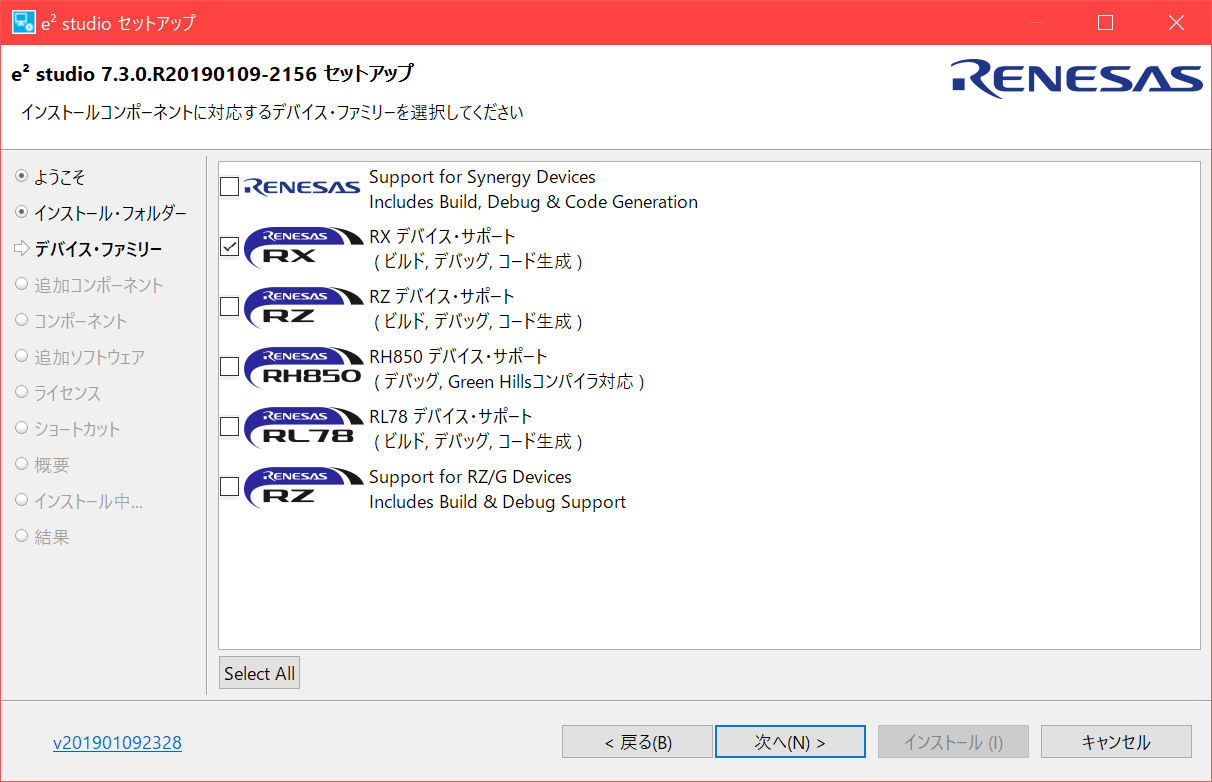 e² studio セットアップ
e² studio 7.3.0.R20190109-2156 セットアップ
インストールコンポーネントに対応するデバイス・ファミリーを選択してください
RENESAS
ようこそ
インストール・フォルダー
デバイス・ファミリー
追加コンポーネント
コンポーネント
追加ソフトウェア
ライセンス
ショートカット
概要
インストール中...
結果
RENESAS
Support for Synergy Devices
Includes Build, Debug & Code Generation
RENESAS
RX
RX デバイス・サポート
( ビルド, デバッグ, コード生成 )
RENESAS
RZ
RZ デバイス・サポート
( ビルド, デバッグ, コード生成 )
RENESAS
RH850
RH850 デバイス・サポート
( デバッグ, Green Hillsコンパイラ対応 )
RENESAS
RL78
RL78 デバイス・サポート
( ビルド, デバッグ, コード生成 )
RENESAS
RZ
Support for RZ/G Devices
Includes Build & Debug Support
Select All
v201901092328
< 戻る(B)
次へ(N) >
インストール (I)
キャンセル